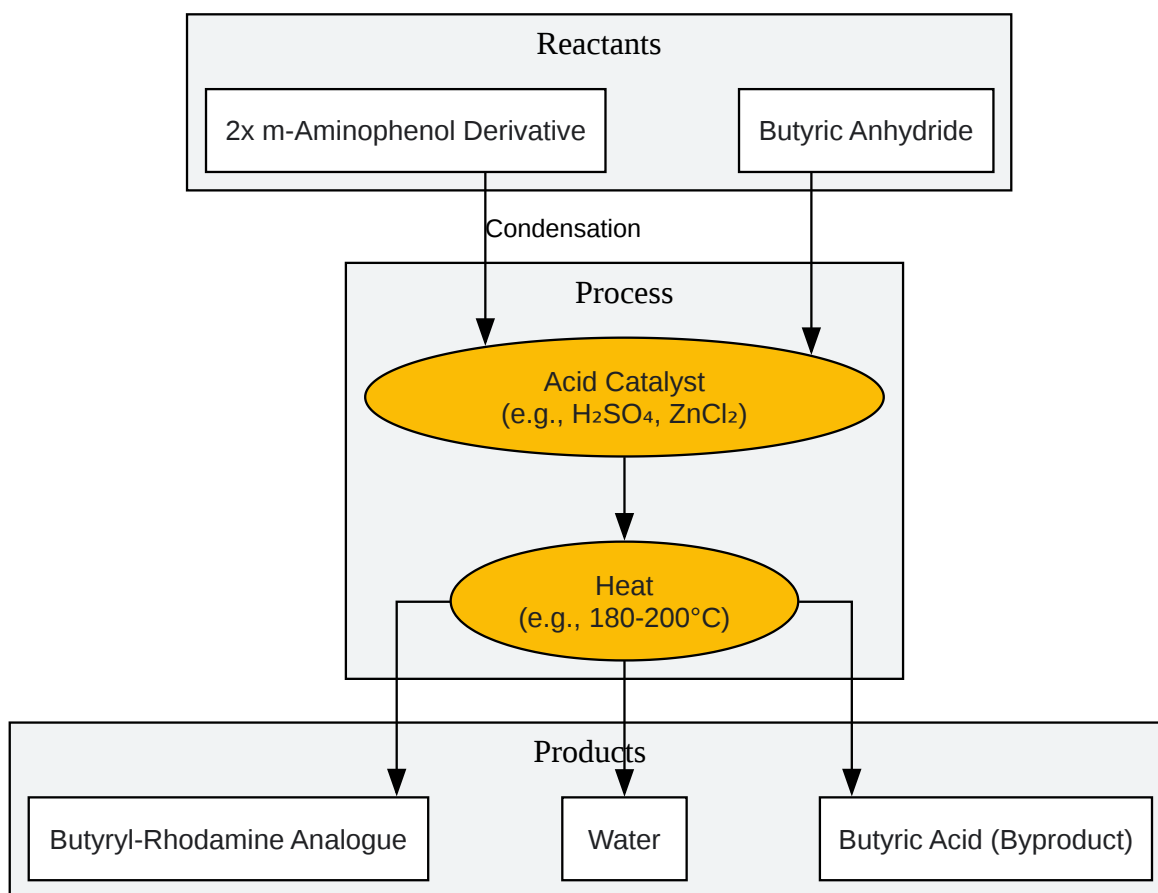 Reactants
2x m-Aminophenol Derivative
Butyric Anhydride
Condensation
Process
Acid Catalyst
(e.g., H₂SO₄, ZnCl₂)
Heat
(e.g., 180-200°C)
Products
Butyryl-Rhodamine Analogue
Water
Butyric Acid (Byproduct)